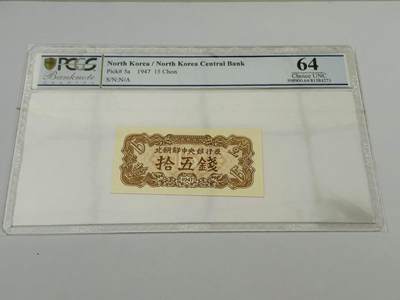 PCGS
Banknote
North Korea / North Korea Central Bank
Pick# 5a 1947 15 Chon
S/N:N/A
64
Choice UNC
北朝鮮中央銀行券
拾五錢
1947